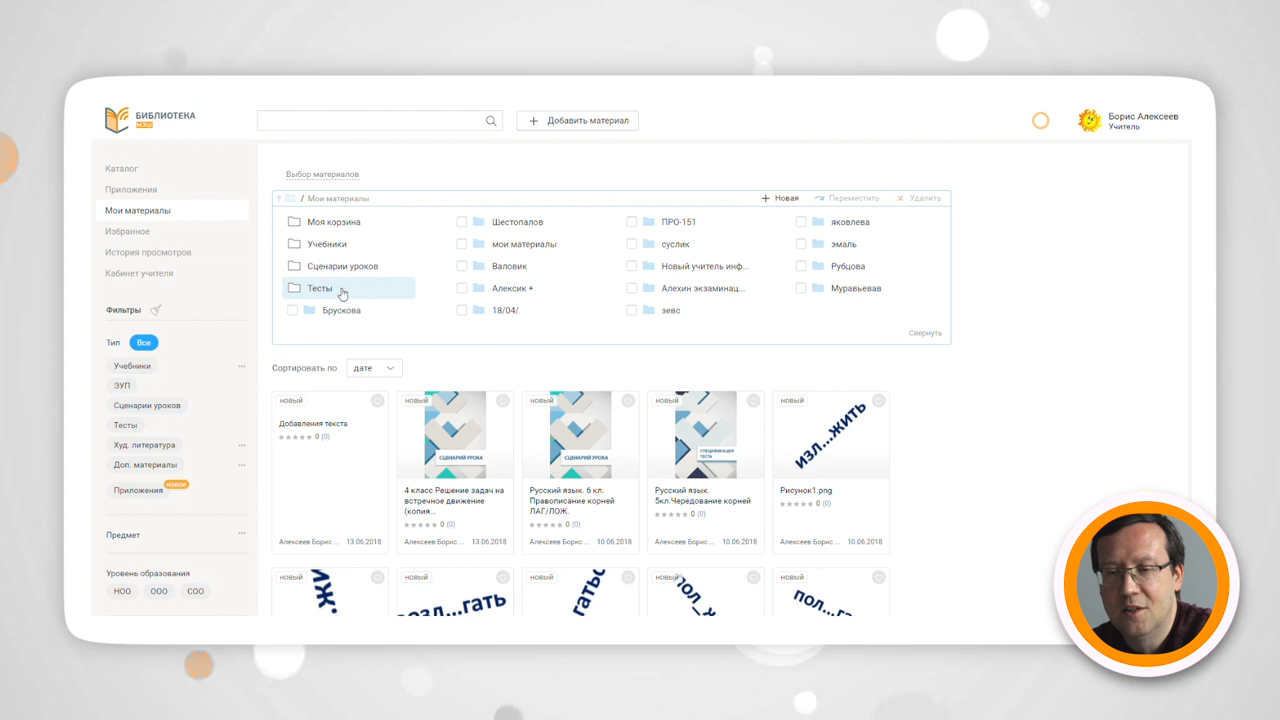 БИБЛИОТЕКА
МЭШ
+ Добавить материал
Борис Алексеев
Учитель
Каталог
Приложения
Мои материалы
Избранное
История просмотров
Кабинет учителя
Фильтры
Тип Все
Учебники ...
ЭУП
Сценарии уроков
Тесты
Худ. литература ...
Доп. материалы ...
Приложения новое
Предмет ...
Уровень образования
НОО ООО СОО
Выбор материалов
/ Мои материалы + Новая Переместить × Удалить
Моя корзина Шестопалов ПРО-151 яковлева
Учебники мои материалы суслик эмаль
Сценарии уроков Валовик Новый учитель инф... Рубцова
Тесты Алексик + Алехин экзаминац... Муравьевав
Брускова 18/04/ зевс
Свернуть
Сортировать по дате
новый
Добавления текста
0 (0)
Алексеев Борис ... 13.06.2018
новый
СЦЕНАРИЙ УРОКА
4 класс Решение задач на
встречное движение
(копия...
0 (0)
Алексеев Борис ... 13.06.2018
новый
СЦЕНАРИЙ УРОКА
Русский язык. 6 кл.
Правописание корней
ЛАГ/ЛОЖ.
0 (0)
Алексеев Борис ... 10.06.2018
новый
СПЕЦИФИКАЦИЯ
ТЕСТА
Русский язык.
5кл.Чередование корней
0 (0)
Алексеев Борис ... 10.06.2018
новый
изл...жить
Рисунок1.png
0 (0)
Алексеев Борис ... 10.06.2018
новый
новый
новый
новый
новый